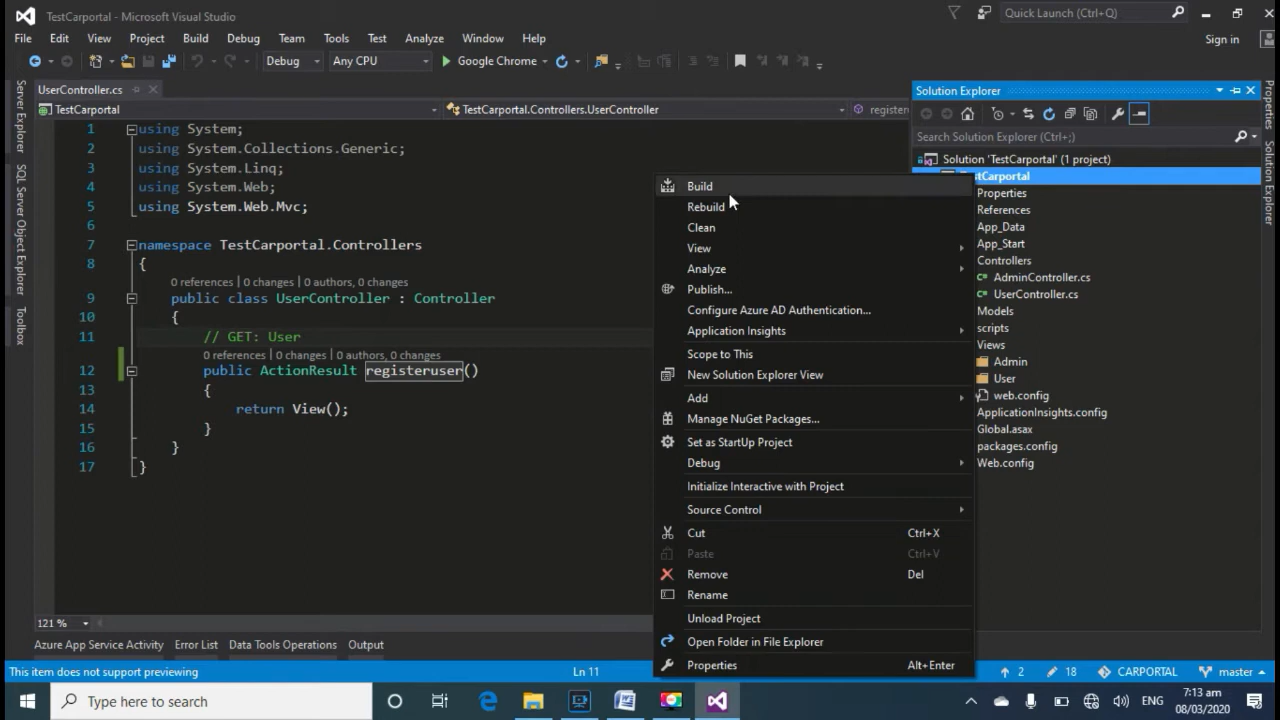 TestCarportal - Microsoft Visual Studio
Quick Launch (Ctrl+Q)
File Edit View Project Build Debug Team Tools Test Analyze Window Help
Sign in
Debug Any CPU Google Chrome
Server Explorer
SQL Server Object Explorer
Toolbox
UserController.cs
TestCarportal TestCarportal.Controllers.UserController
1 using System;
2 using System.Collections.Generic;
3 using System.Linq;
4 using System.Web;
5 using System.Web.Mvc;
6
7 namespace TestCarportal.Controllers
8 {
0 references | 0 changes | 0 authors, 0 changes
9 public class UserController : Controller
10 {
11 // GET: User
0 references | 0 changes | 0 authors, 0 changes
12 public ActionResult registeruser()
13 {
14 return View();
15 }
16 }
17 }
121 %
Build
Rebuild
Clean
View
Analyze
Publish...
Configure Azure AD Authentication...
Application Insights
Scope to This
New Solution Explorer View
Add
Manage NuGet Packages...
Set as StartUp Project
Debug
Initialize Interactive with Project
Source Control
Cut Ctrl+X
Paste Ctrl+V
Remove Del
Rename
Unload Project
Open Folder in File Explorer
Properties Alt+Enter
Solution Explorer
Search Solution Explorer (Ctrl+;)
Solution 'TestCarportal' (1 project)
stCarportal
Properties
References
App_Data
App_Start
Controllers
AdminController.cs
UserController.cs
Models
scripts
Views
Admin
User
web.config
ApplicationInsights.config
Global.asax
packages.config
Web.config
Properties
Solution Explorer
Azure App Service Activity Error List Data Tools Operations Output
This item does not support previewing Ln 11 2 18 CARPORTAL master
Type here to search
ENG
7:13 am
08/03/2020